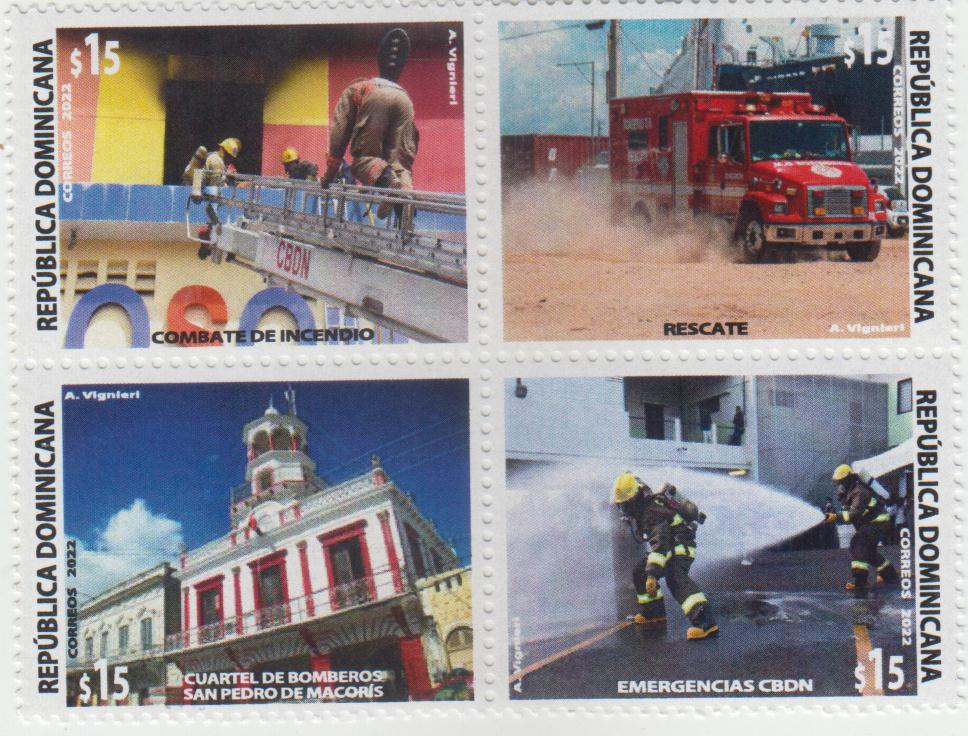 REPÚBLICA DOMINICANA
$15
CORREOS 2022
A. Vignieri
CBDN
OSO
COMBATE DE INCENDIO
$15
CORREOS 2022
REPÚBLICA DOMINICANA
RESCATE
A. Vignieri
A. Vignieri
REPÚBLICA DOMINICANA
CORREOS 2022
$15
CUARTEL DE BOMBEROS
SAN PEDRO DE MACORÍS
REPÚBLICA DOMINICANA
CORREOS 2022
A. Vignieri
EMERGENCIAS CBDN
$15